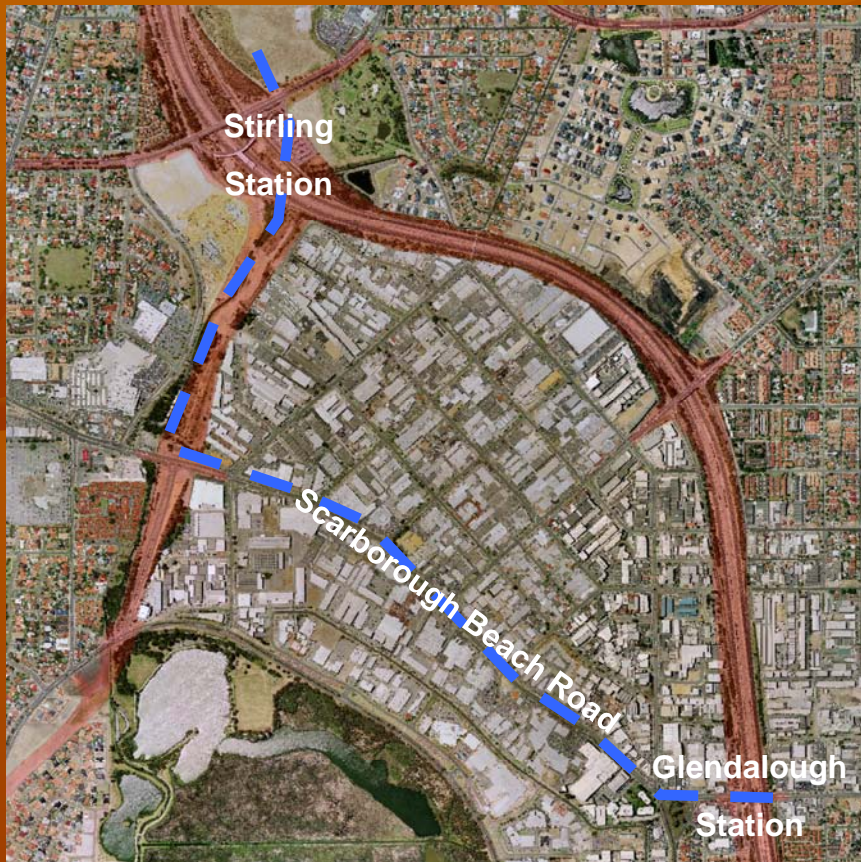 Stirling
Station
Scarborough Beach Road
Glendalough
Station